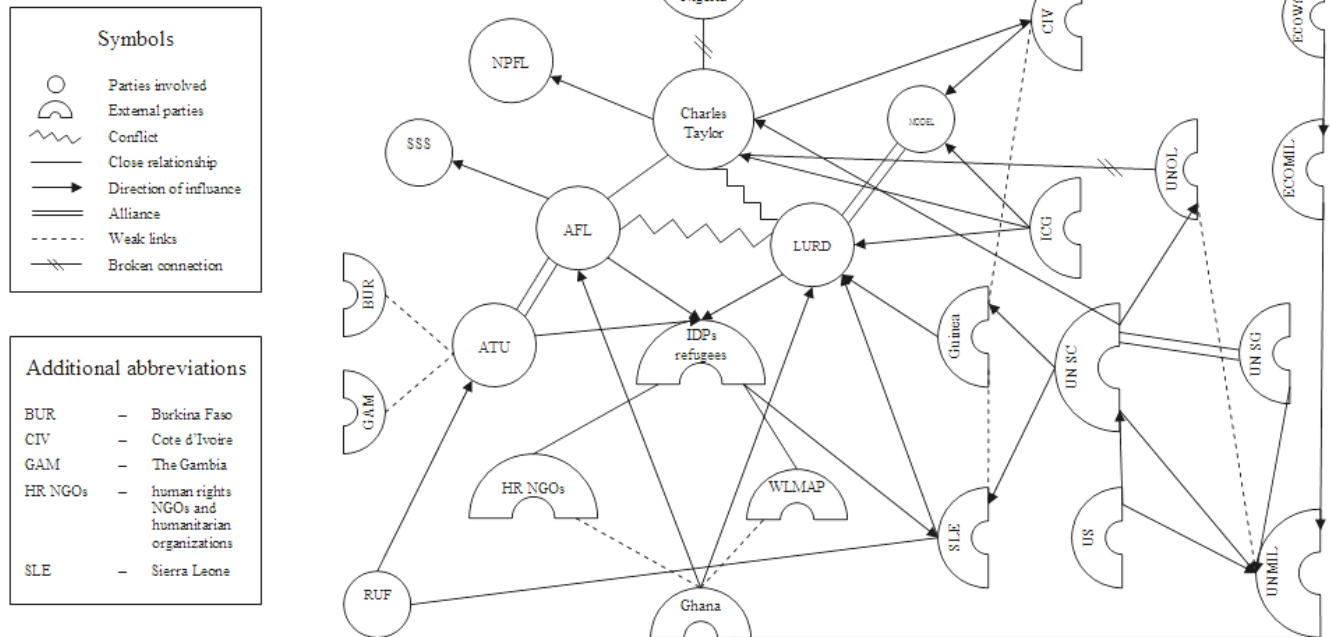 Symbols
Parties involved
External parties
Conflict
Close relationship
Direction of influance
Alliance
Weak links
Broken connection
Additional abbreviations
BUR – Burkina Faso
CIV – Cote d'Ivoire
GAM – The Gambia
HR NGOs – human rights
NGOs and
humanitarian
organizations
SLE – Sierra Leone
CIV
NPFL
Charles
Taylor
SSS
UNOL
ECOMIL
AFL
LURD
ICG
BUR
ATU
IDPs
refugees
Guinea
UN SC
UN SG
GAM
HR NGOs
WLMAP
SLE
US
UNMIL
RUF
Ghana